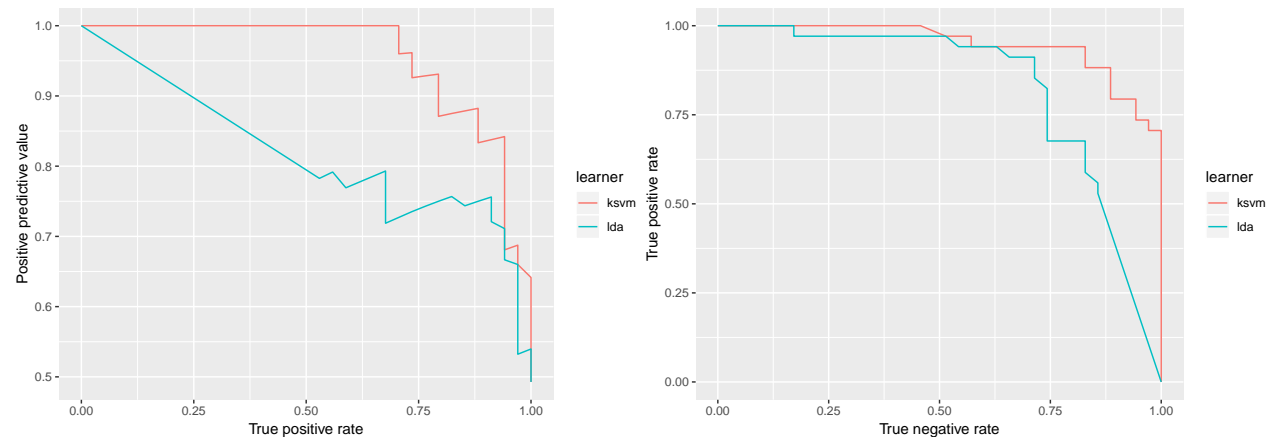 1.0
0.9
0.8
0.7
0.6
0.5
Positive predictive value
0.00
0.25
0.50
0.75
1.00
True positive rate
learner
ksvm
lda
1.00
0.75
0.50
0.25
0.00
True positive rate
0.00
0.25
0.50
0.75
1.00
True negative rate
learner
ksvm
lda